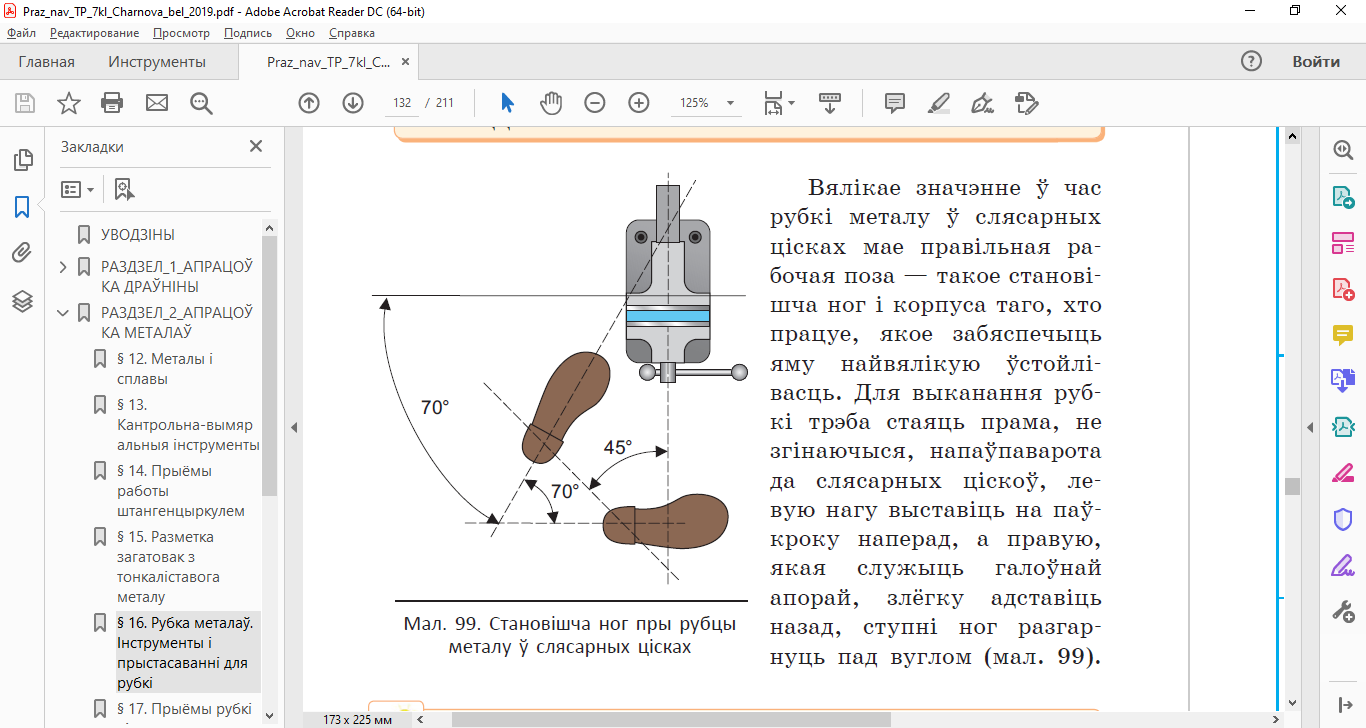 Praz_nav_TP_7kl_Charnova_bel_2019.pdf - Adobe Acrobat Reader DC (64-bit)
Файл Редактирование Просмотр Подпись Окно Справка
Главная Инструменты Praz_nav_TP_7kl_C... Войти
132 / 211 125%
Закладки
УВОДЗІНЫ
РАЗДЗЕЛ_1_АПРАЦОЎ
КА ДРАЎНІНЫ
РАЗДЗЕЛ_2_АПРАЦОЎ
КА МЕТАЛАЎ
§ 12. Металы і
сплавы
§ 13.
Кантрольна-вымяр
альныя інструменты
§ 14. Прыёмы
работы
штангенцыркулем
§ 15. Разметка
загатовак з
тонкаліставога
металу
§ 16. Рубка металаў.
Інструменты і
прыстасаванні для
рубкі
§ 17. Прыёмы рубкі
70°
45°
70°
Мал. 99. Становішча ног пры рубцы
металу ў слясарных цісках
Вялікае значэнне ў час
рубкі металу ў слясарных
цісках мае правільная ра-
бочая поза — такое станові-
шча ног і корпуса таго, хто
працуе, якое забяспечыць
яму найвялікую ўстойлі-
васць. Для выканання руб-
кі трэба стаяць прама, не
згінаючыся, напаўпаварота
да слясарных ціскоў, ле-
вую нагу выставіць на паў-
кроку наперад, а правую,
якая служыць галоўнай
апорай, злёгку адставіць
назад, ступні ног разгар-
нуць пад вуглом (мал. 99).
173 x 225 мм